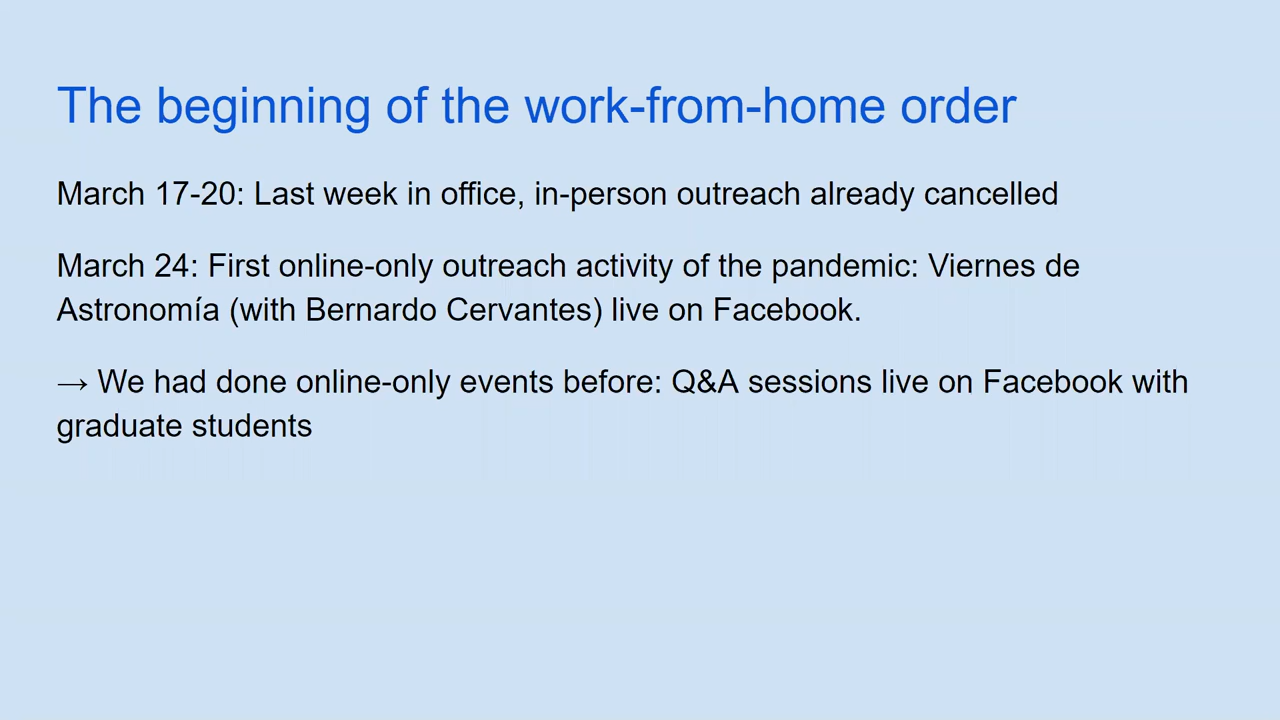 The beginning of the work-from-home order
March 17-20: Last week in office, in-person outreach already cancelled
March 24: First online-only outreach activity of the pandemic: Viernes de
Astronomía (with Bernardo Cervantes) live on Facebook.
→ We had done online-only events before: Q&A sessions live on Facebook with
graduate students